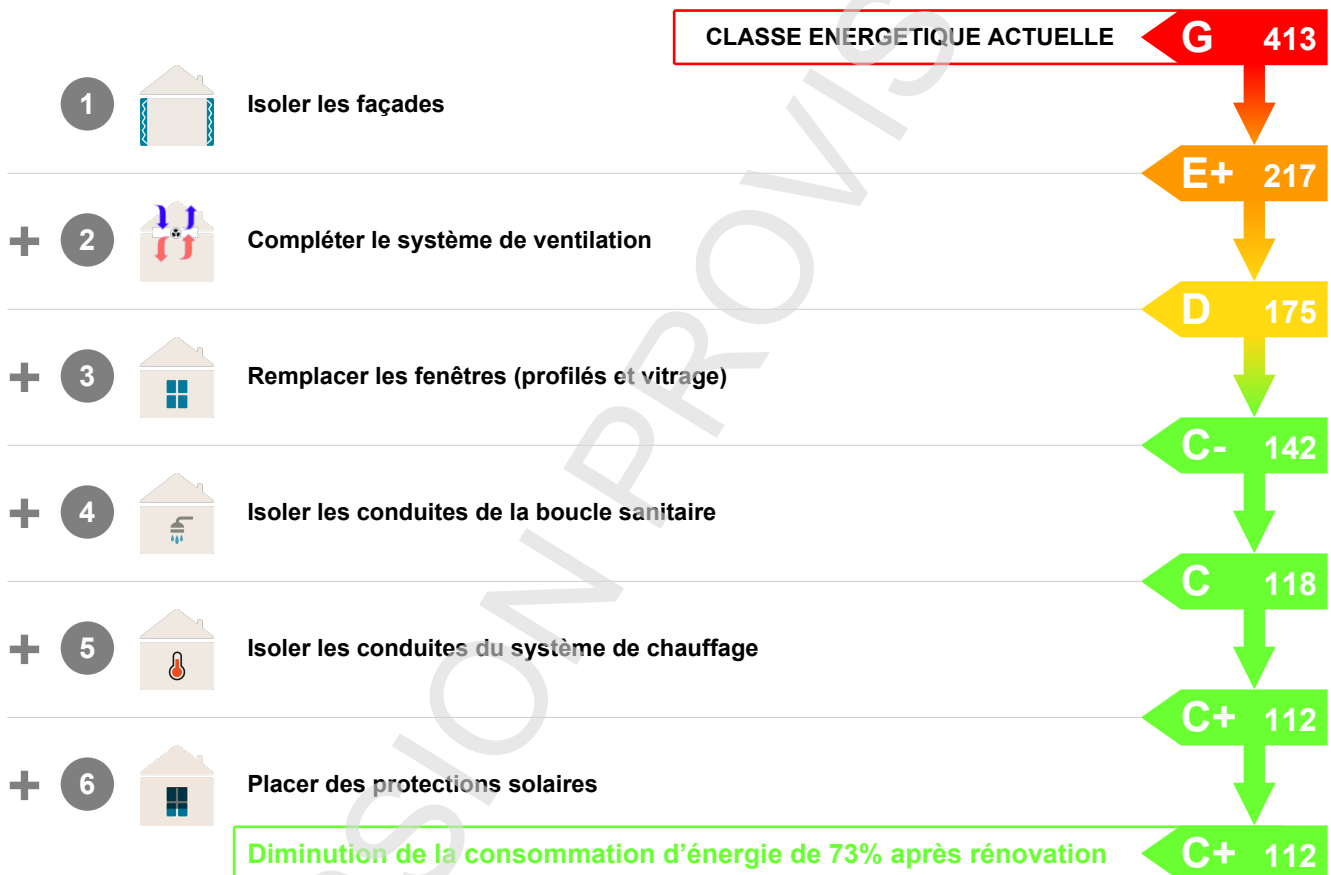 CLASSE ENERGETIQUE ACTUELLE G 413
1 Isoler les façades
E+ 217
+ 2 Compléter le système de ventilation
D 175
+ 3 Remplacer les fenêtres (profilés et vitrage)
C- 142
+ 4 Isoler les conduites de la boucle sanitaire
C 118
+ 5 Isoler les conduites du système de chauffage
C+ 112
+ 6 Placer des protections solaires
Diminution de la consommation d’énergie de 73% après rénovation C+ 112
SION PROVIS